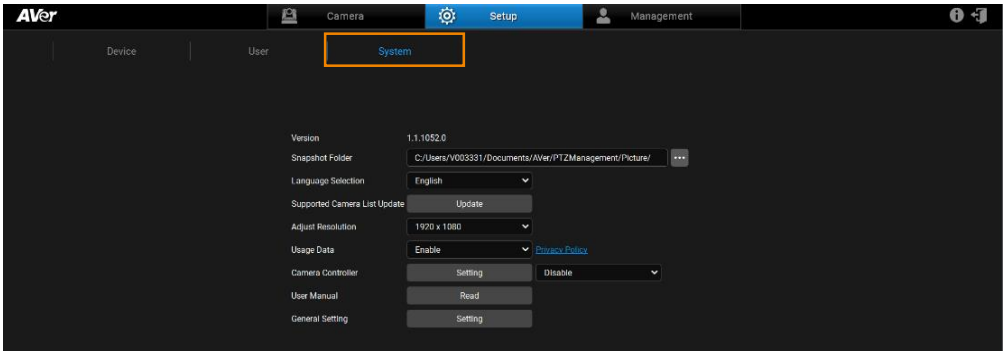 AVer Camera Setup Management
Device User System
Version 1.1.1052.0
Snapshot Folder C:/Users/V003331/Documents/AVer/PTZManagement/Picture/ •••
Language Selection English
Supported Camera List Update Update
Adjust Resolution 1920 x 1080
Usage Data Enable Privacy Policy
Camera Controller Setting Disable
User Manual Read
General Setting Setting